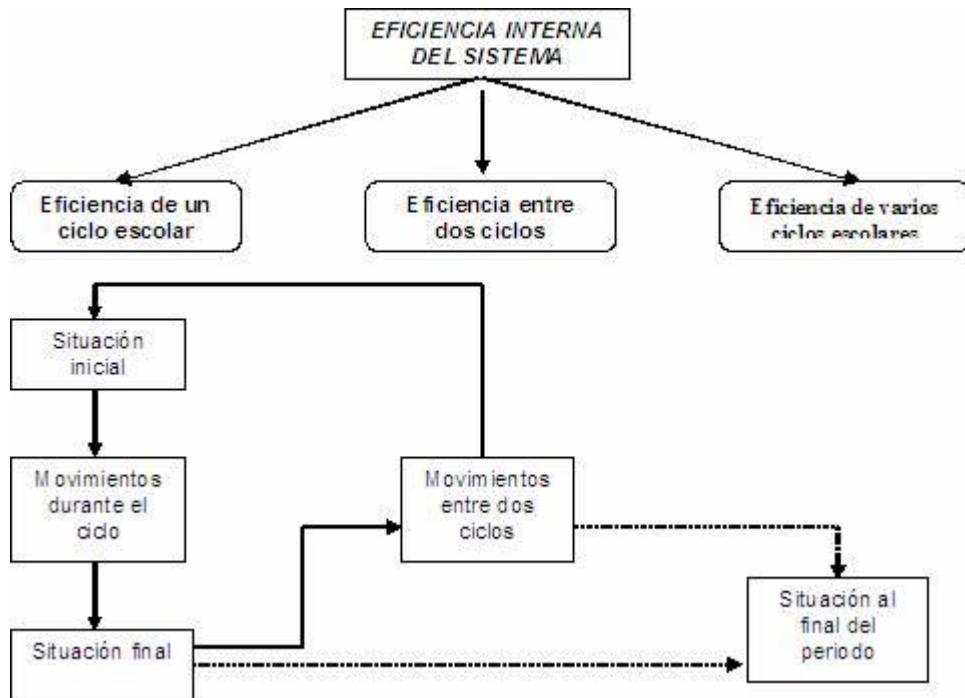 EFICIENCIA INTERNA
DEL SISTEMA
Eficiencia de un
ciclo escolar
Eficiencia entre
dos ciclos
Eficiencia de varios
ciclos escolares
Situación
inicial
Movimientos
durante el
ciclo
Movimientos
entre dos
ciclos
Situación final
Situación al
final del
periodo